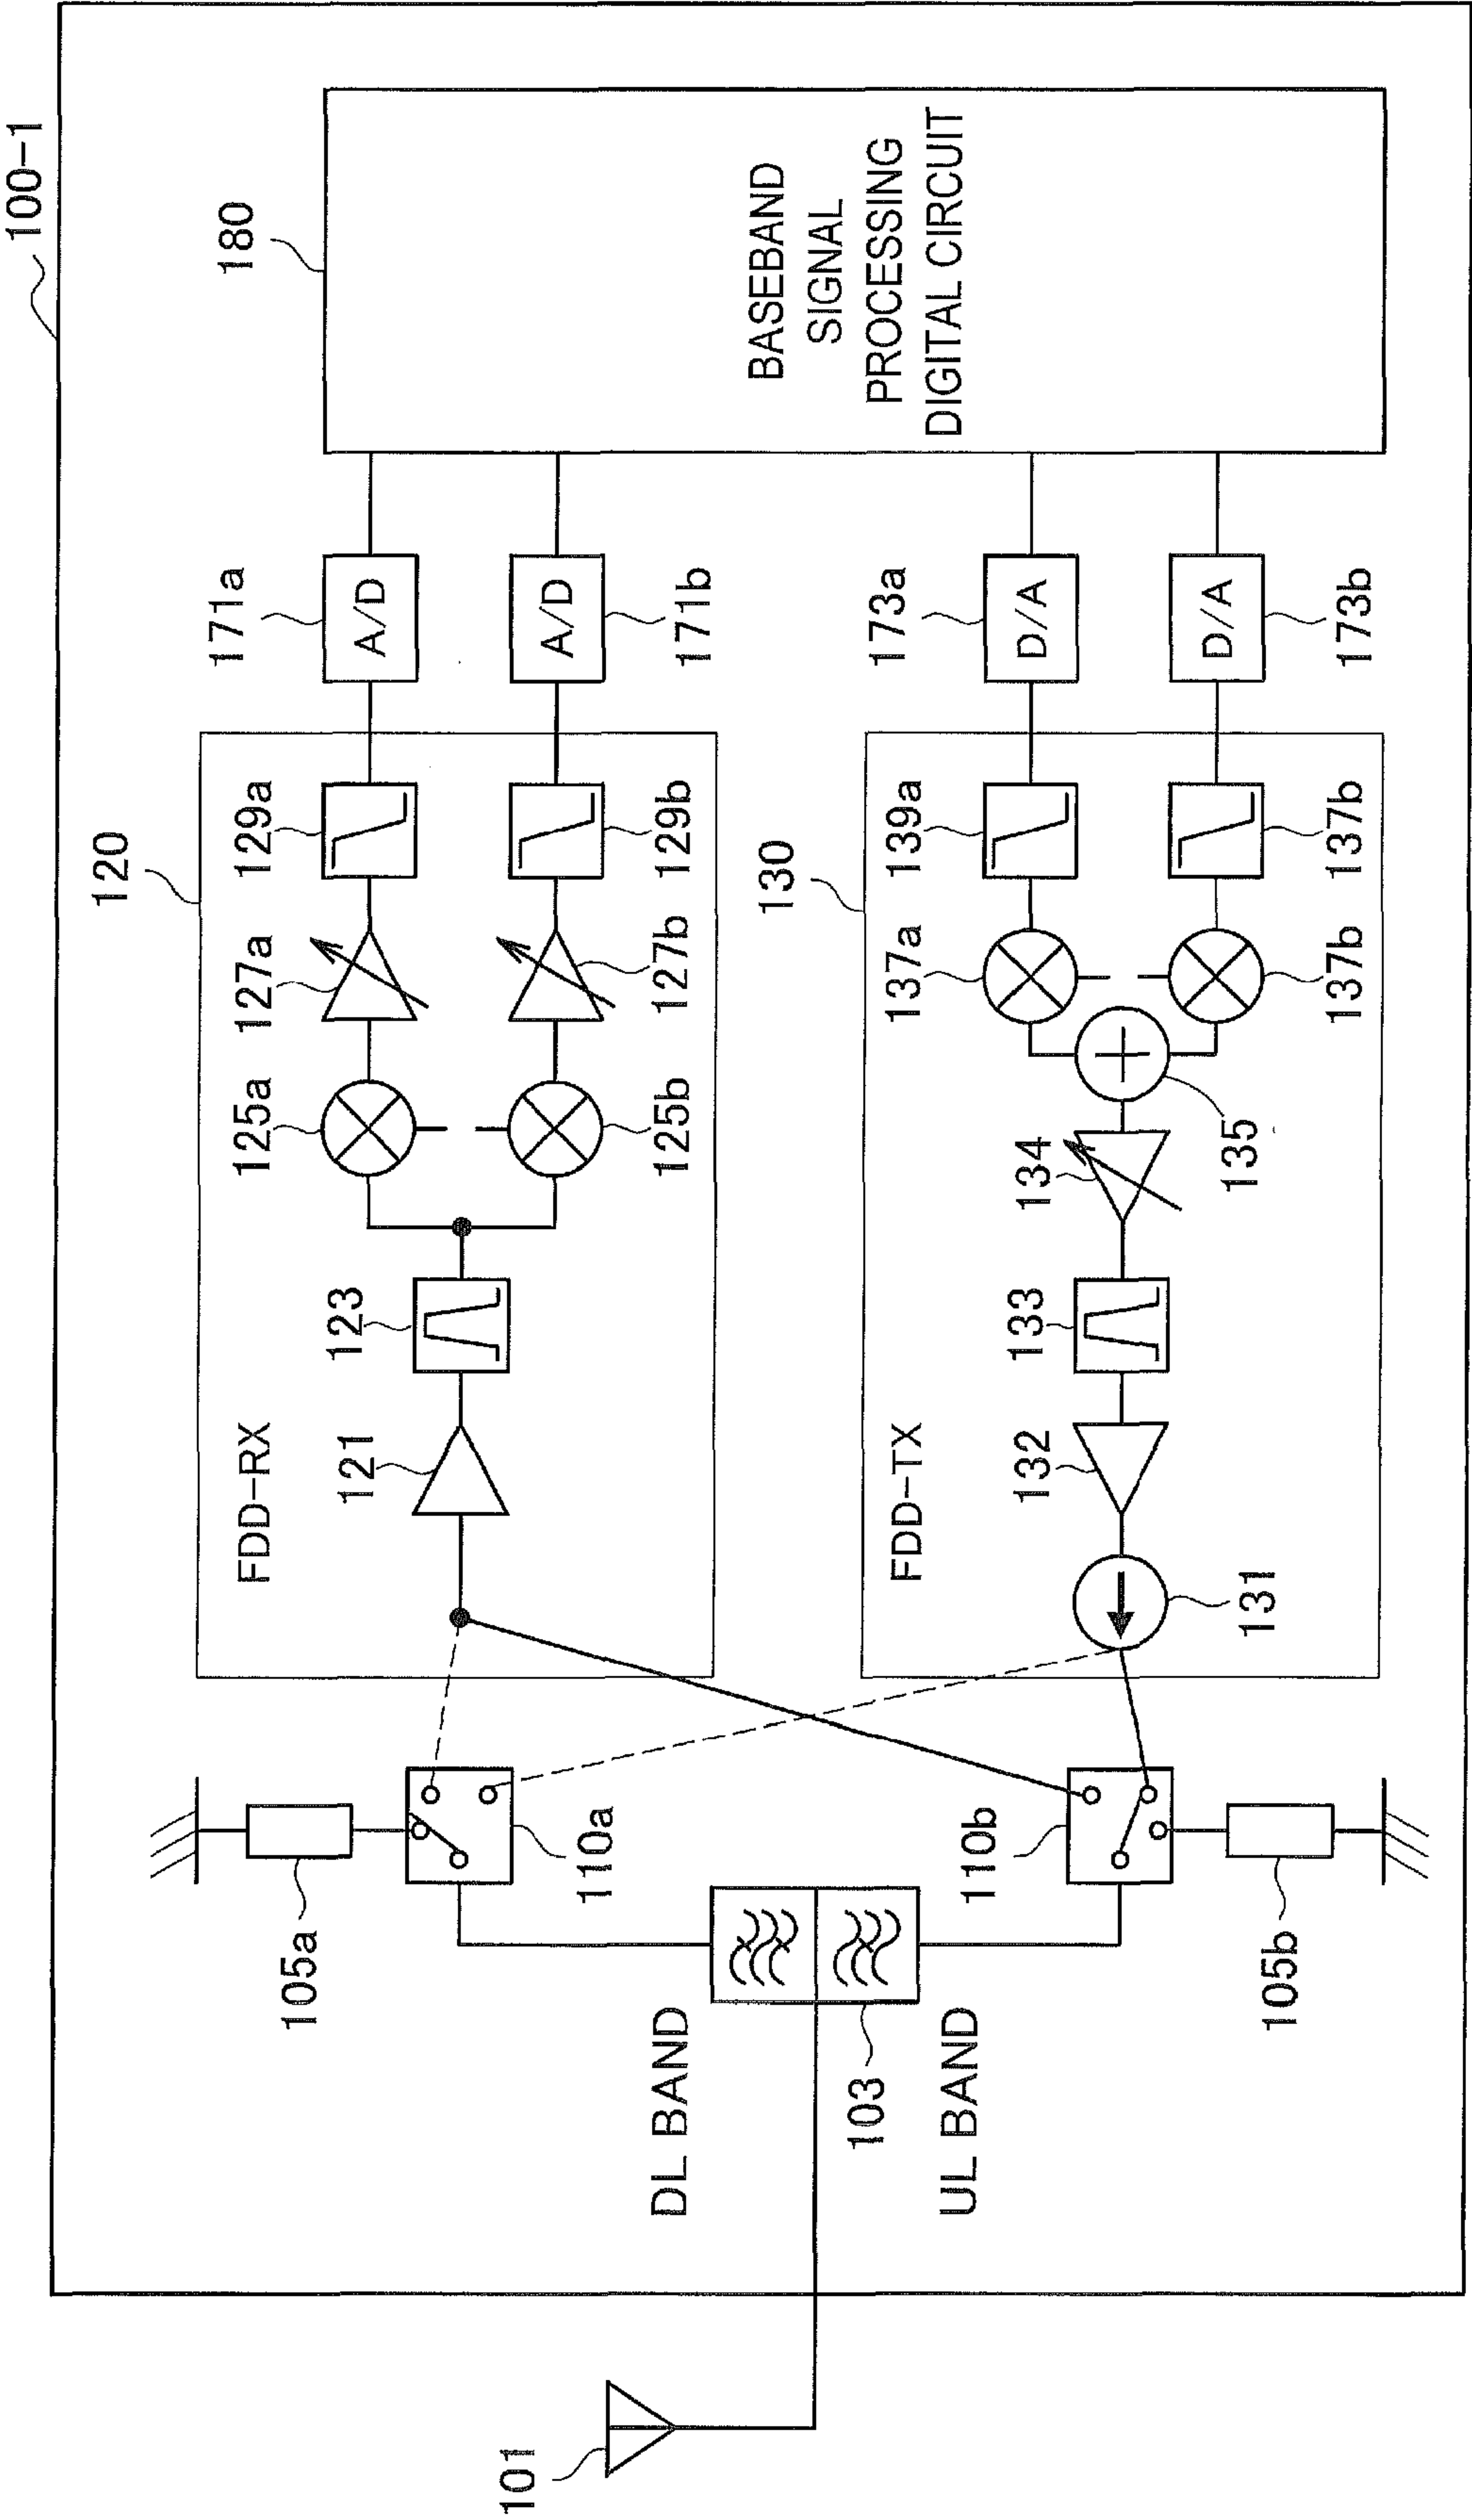 100-1
180
BASEBAND
SIGNAL
PROCESSING
DIGITAL CIRCUIT
171a
A/D
A/D
171b
173a
D/A
D/A
173b
120
129a
129b
127a
127b
125a
125b
123
121
FDD-RX
130
139a
137b
137a
137b
135
134
133
132
131
FDD-TX
110a
110b
105a
105b
DL BAND
103
UL BAND
101